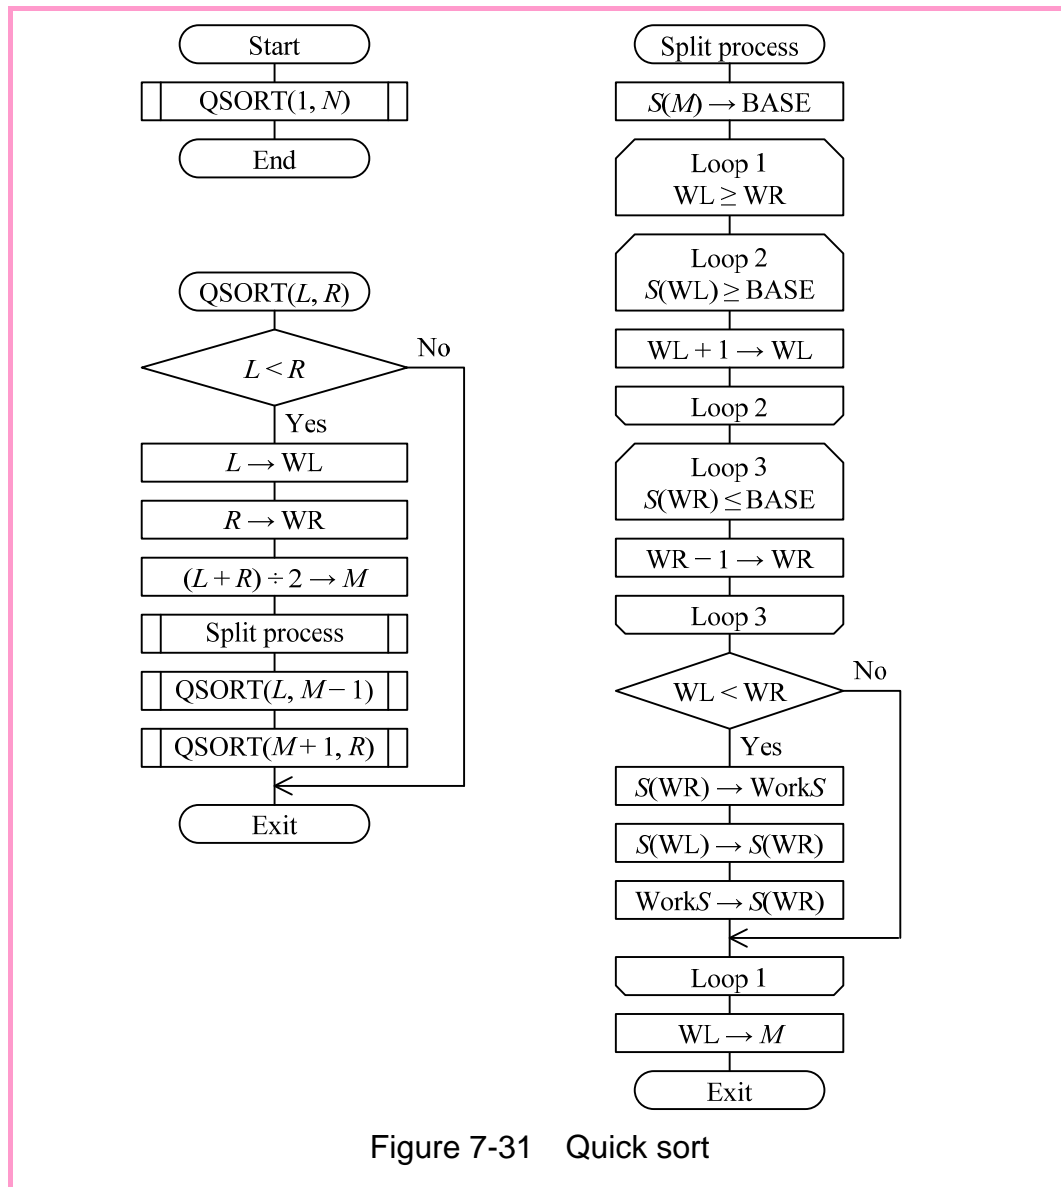 Start
QSORT(1, N)
End
QSORT(L, R)
L < R
No
Yes
L → WL
R → WR
(L + R) ÷ 2 → M
Split process
QSORT(L, M − 1)
QSORT(M + 1, R)
Exit
Split process
S(M) → BASE
Loop 1
WL ≥ WR
Loop 2
S(WL) ≥ BASE
WL + 1 → WL
Loop 2
Loop 3
S(WR) ≤ BASE
WR − 1 → WR
Loop 3
WL < WR
No
Yes
S(WR) → WorkS
S(WL) → S(WR)
WorkS → S(WR)
Loop 1
WL → M
Exit
Figure 7-31 Quick sort